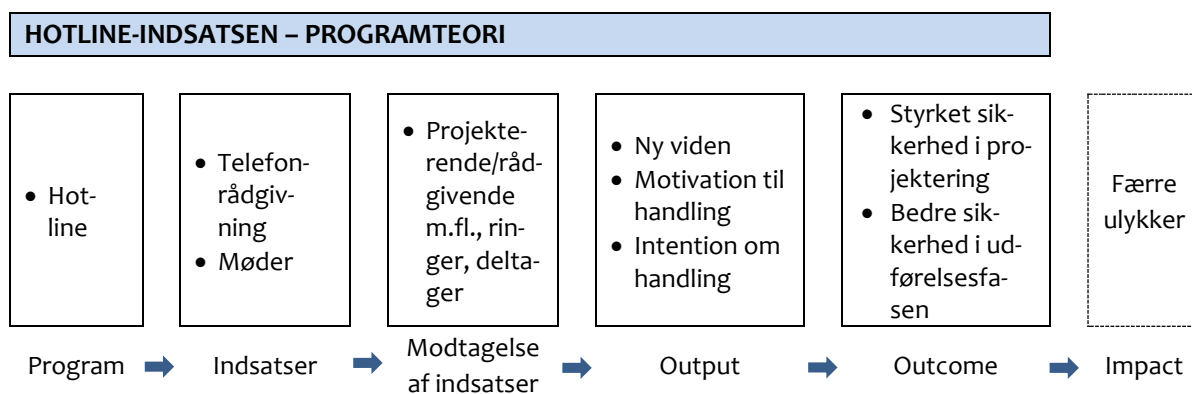 HOTLINE-INDSATSEN – PROGRAMTEORI
• Hot-
line
• Telefon-
rådgiv-
ning
• Møder
• Projekte-
rende/råd-
givende
m.fl., rin-
ger, delta-
ger
• Ny viden
• Motivation til
handling
• Intention om
handling
• Styrket sik-
kerhed i pro-
jektering
• Bedre sik-
kerhed i ud-
førelsesfa-
sen
Færre
ulykker
Program
Indsatser
Modtagelse
af indsatser
Output
Outcome
Impact